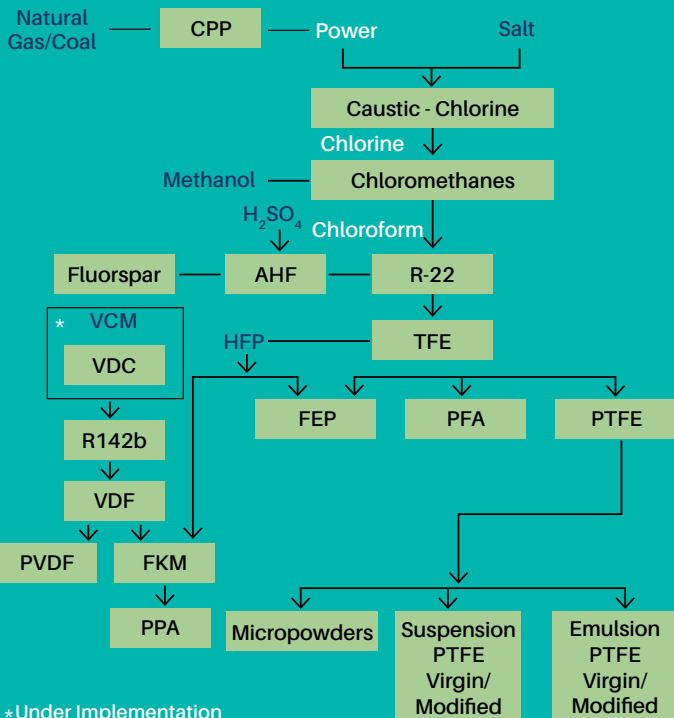 Natural
Gas/Coal
CPP
Power
Salt
Caustic - Chlorine
Chlorine
Methanol
Chloromethanes
H₂SO₄
Chloroform
Fluorspar
AHF
R-22
* VCM
HFP
TFE
VDC
FEP
PFA
PTFE
R142b
VDF
PVDF
FKM
PPA
Micropowders
Suspension
PTFE
Virgin/
Modified
Emulsion
PTFE
Virgin/
Modified
*Under Implementation